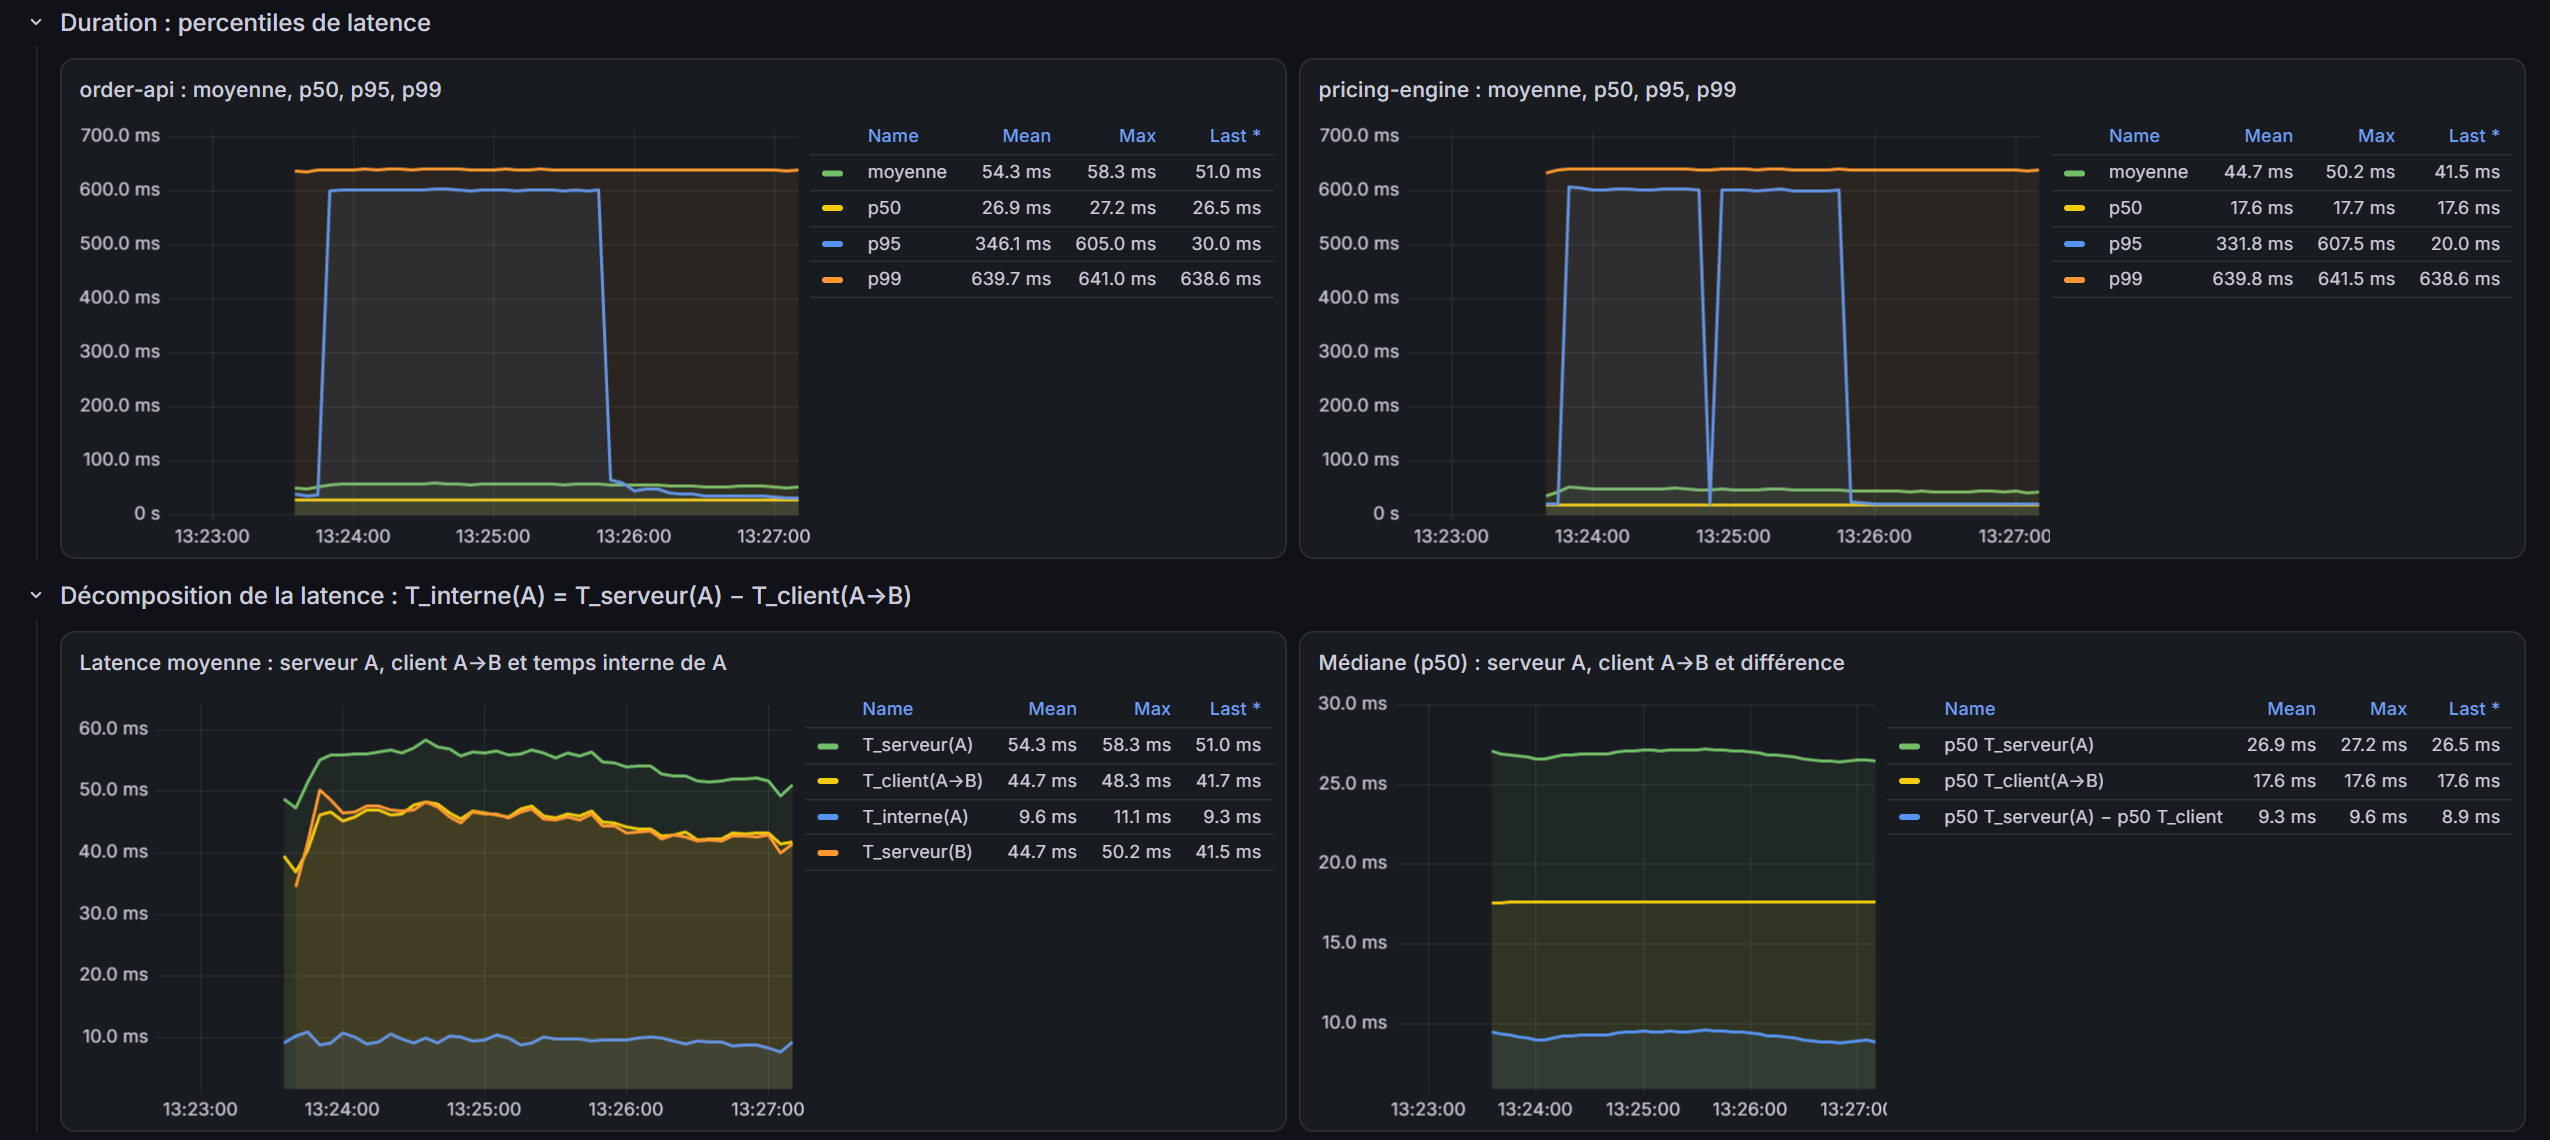 Duration : percentiles de latence
order-api : moyenne, p50, p95, p99
700.0 ms
600.0 ms
500.0 ms
400.0 ms
300.0 ms
200.0 ms
100.0 ms
0 s
13:23:00 13:24:00 13:25:00 13:26:00 13:27:00
Name Mean Max Last *
moyenne 54.3 ms 58.3 ms 51.0 ms
p50 26.9 ms 27.2 ms 26.5 ms
p95 346.1 ms 605.0 ms 30.0 ms
p99 639.7 ms 641.0 ms 638.6 ms
pricing-engine : moyenne, p50, p95, p99
700.0 ms
600.0 ms
500.0 ms
400.0 ms
300.0 ms
200.0 ms
100.0 ms
0 s
13:23:00 13:24:00 13:25:00 13:26:00 13:27:00
Name Mean Max Last *
moyenne 44.7 ms 50.2 ms 41.5 ms
p50 17.6 ms 17.7 ms 17.6 ms
p95 331.8 ms 607.5 ms 20.0 ms
p99 639.8 ms 641.5 ms 638.6 ms
Décomposition de la latence : T_interne(A) = T_serveur(A) − T_client(A→B)
Latence moyenne : serveur A, client A→B et temps interne de A
60.0 ms
50.0 ms
40.0 ms
30.0 ms
20.0 ms
10.0 ms
13:23:00 13:24:00 13:25:00 13:26:00 13:27:00
Name Mean Max Last *
T_serveur(A) 54.3 ms 58.3 ms 51.0 ms
T_client(A→B) 44.7 ms 48.3 ms 41.7 ms
T_interne(A) 9.6 ms 11.1 ms 9.3 ms
T_serveur(B) 44.7 ms 50.2 ms 41.5 ms
Médiane (p50) : serveur A, client A→B et différence
30.0 ms
25.0 ms
20.0 ms
15.0 ms
10.0 ms
13:23:00 13:24:00 13:25:00 13:26:00 13:27:00
Name Mean Max Last *
p50 T_serveur(A) 26.9 ms 27.2 ms 26.5 ms
p50 T_client(A→B) 17.6 ms 17.6 ms 17.6 ms
p50 T_serveur(A) − p50 T_client 9.3 ms 9.6 ms 8.9 ms